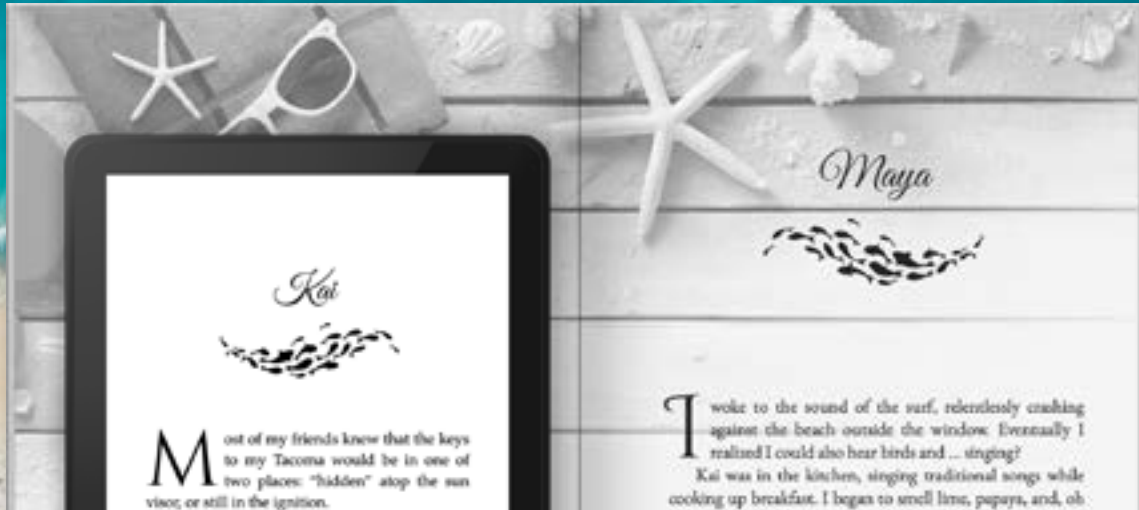 Kai
Most of my friends knew that the keys
to my Tacoma would be in one of
two places: “hidden” atop the sun
visor, or still in the ignition.
Maya
I woke to the sound of the surf, relentlessly crashing
against the beach outside the window. Eventually I
realized I could also hear birds and ... singing?
Kai was in the kitchen, singing traditional songs while
cooking up breakfast. I began to smell lime, papaya, and, oh